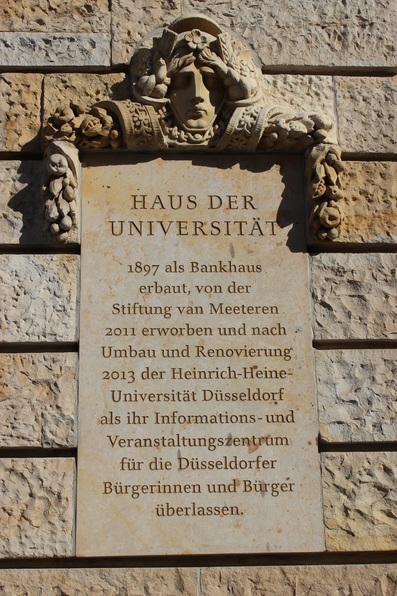 HAUS DER
UNIVERSITÄT
1897 als Bankhaus
erbaut, von der
Stiftung van Meeteren
2011 erworben und nach
Umbau und Renovierung
2013 der Heinrich-Heine-
Universität Düsseldorf
als ihr Informations- und
Veranstaltungszentrum
für die Düsseldorfer
Bürgerinnen und Bürger
überlassen.